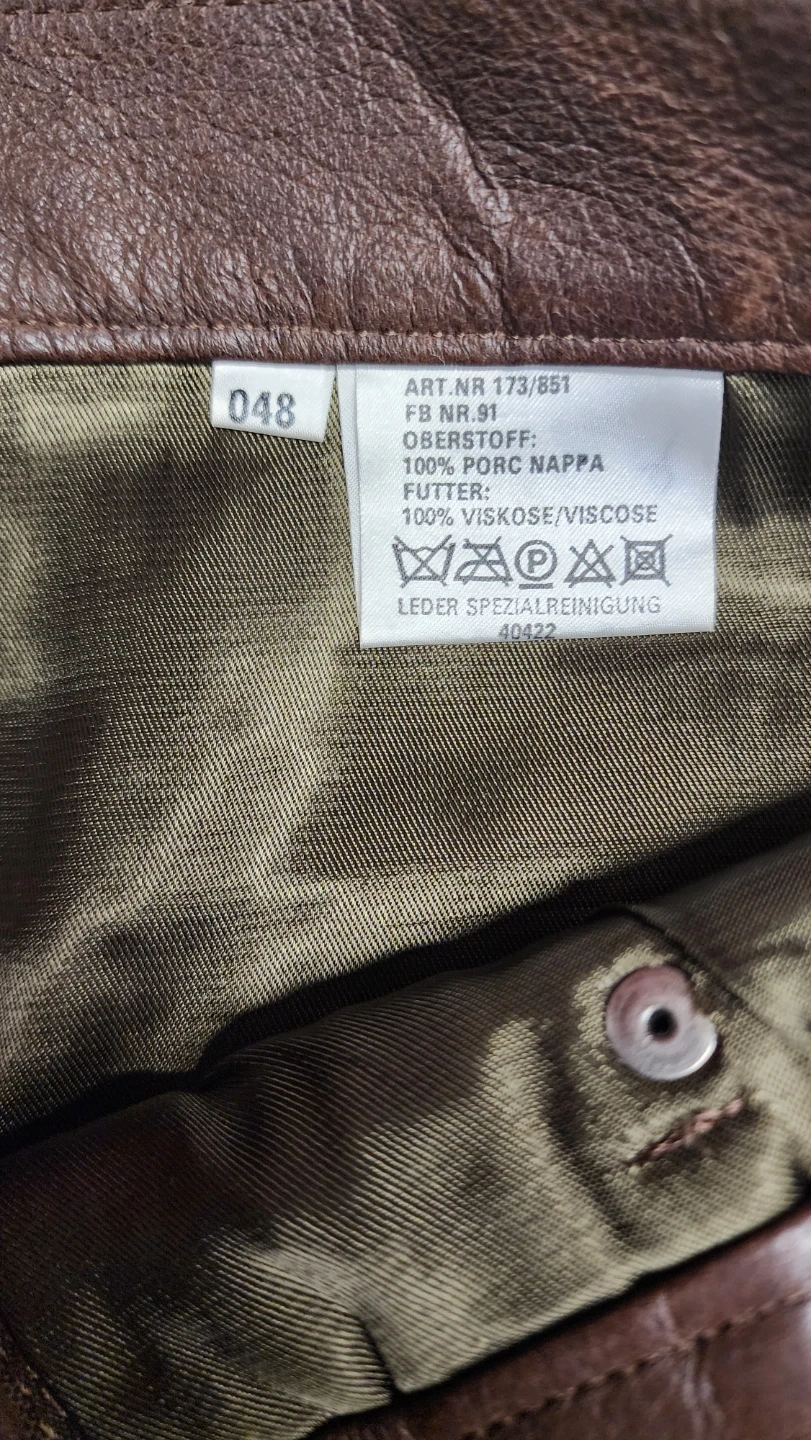 048
ART.NR 173/851
FB NR.91
OBERSTOFF:
100% PORC NAPPA
FUTTER:
100% VISKOSE/VISCOSE
P
LEDER SPEZIALREINIGUNG
40422